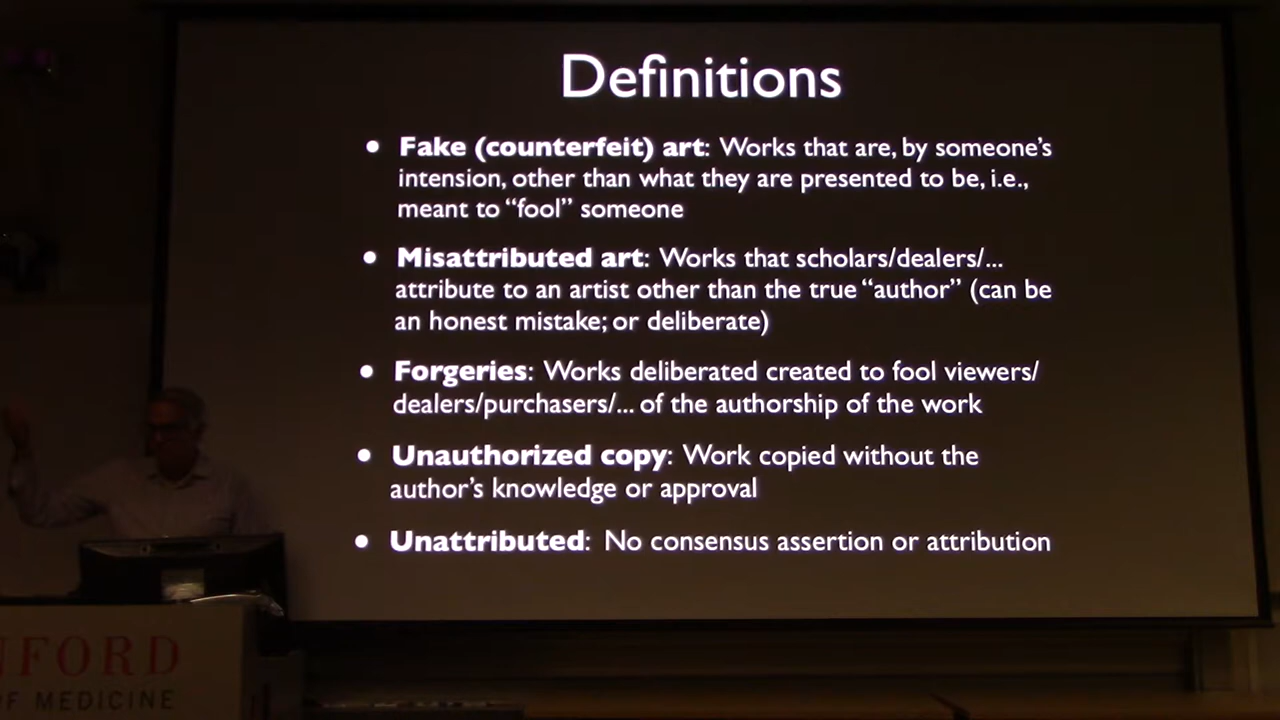 Definitions
• Fake (counterfeit) art: Works that are, by someone's
intension, other than what they are presented to be, i.e.,
meant to “fool” someone
• Misattributed art: Works that scholars/dealers/...
attribute to an artist other than the true “author” (can be
an honest mistake; or deliberate)
• Forgeries: Works deliberated created to fool viewers/
dealers/purchasers/... of the authorship of the work
• Unauthorized copy: Work copied without the
author's knowledge or approval
• Unattributed: No consensus assertion or attribution
NFORD
OF MEDICINE